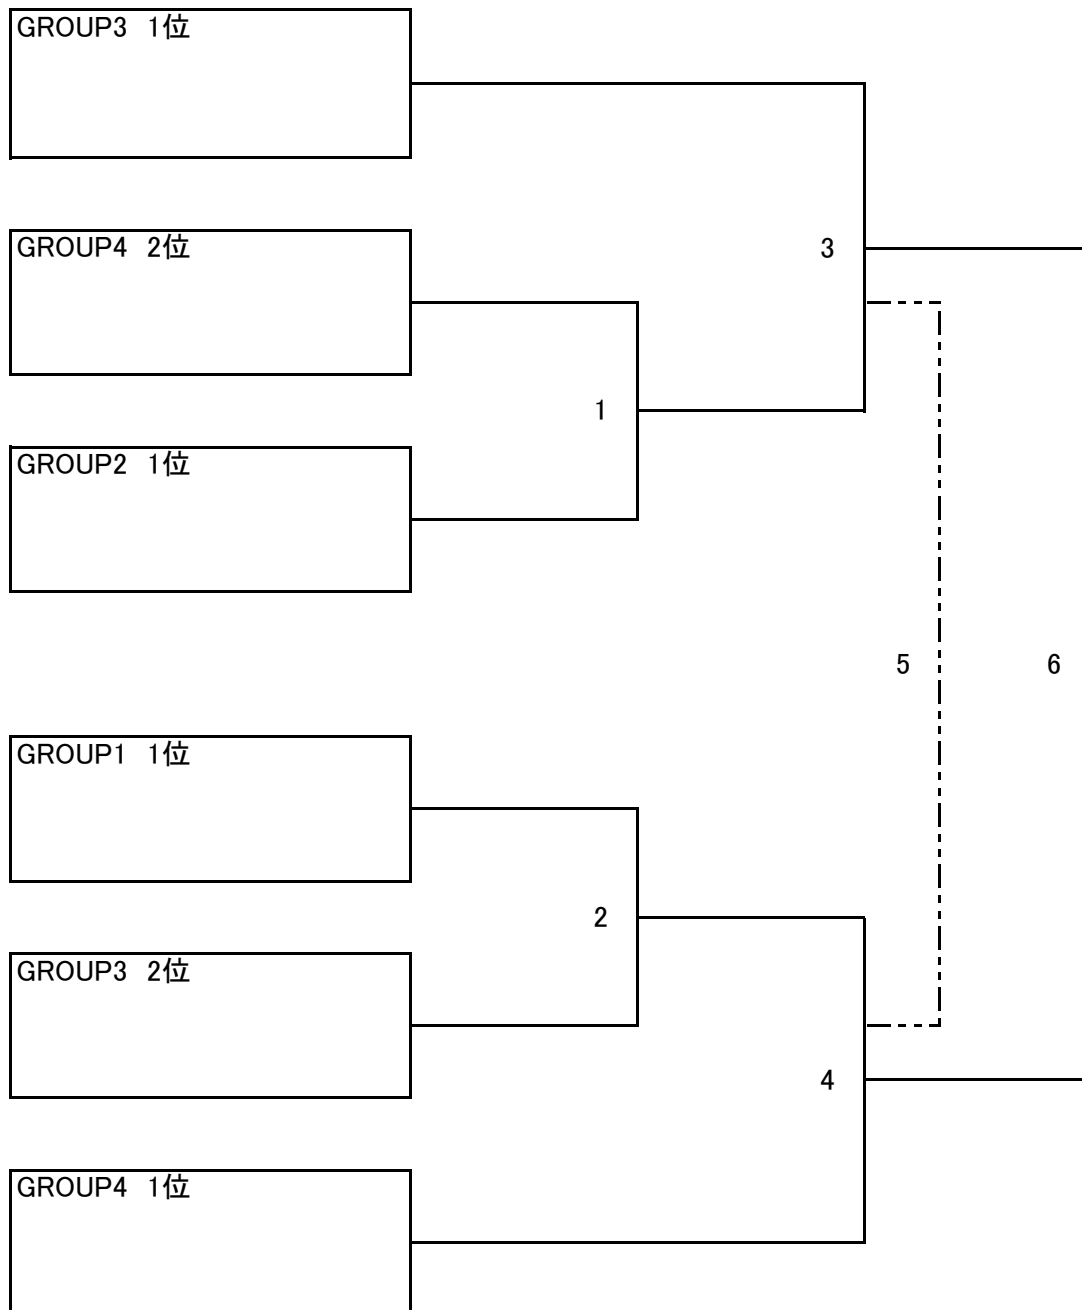 GROUP3 1位
GROUP4 2位
3
1
GROUP2 1位
5
6
GROUP1 1位
2
GROUP3 2位
4
GROUP4 1位